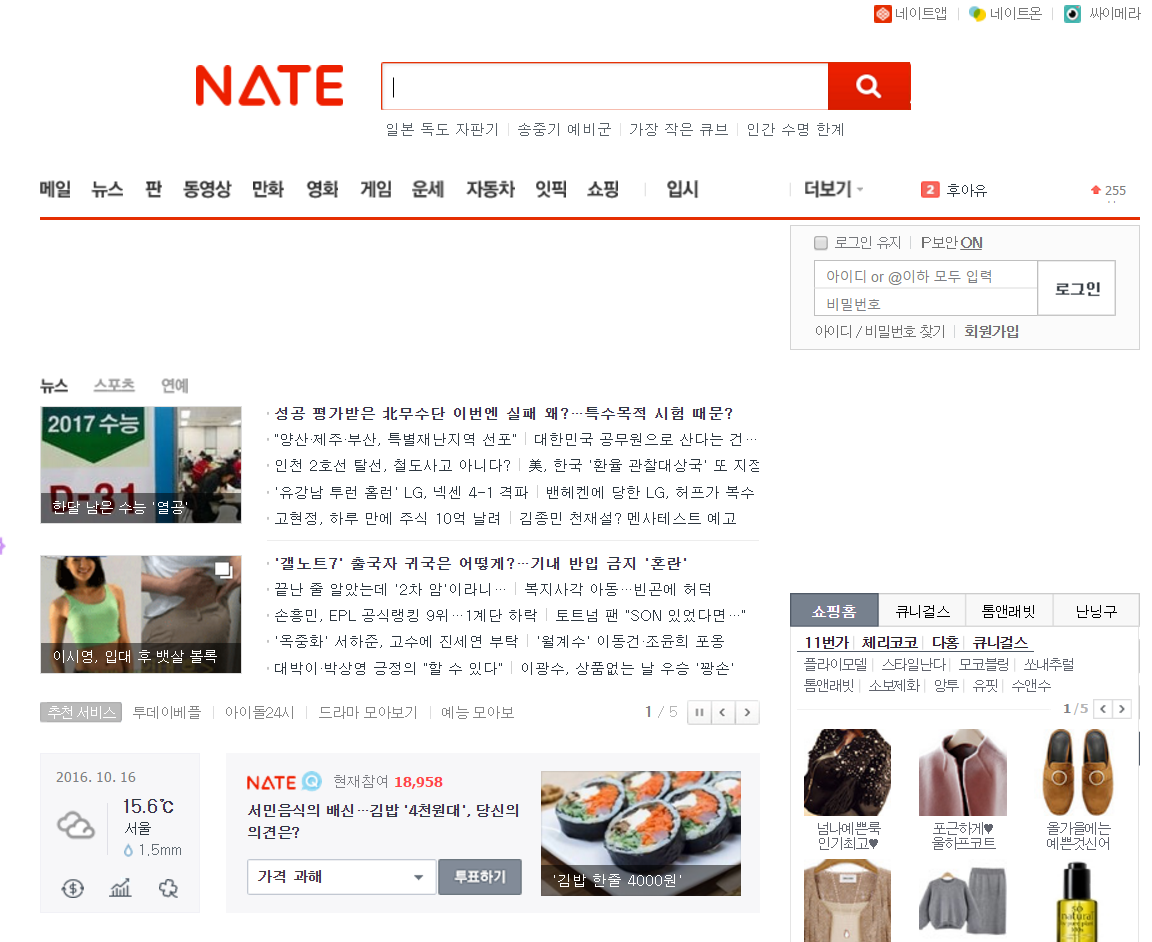 네이트앱 네이트온 싸이메라
NATE
일본 독도 자판기 송중기 예비군 가장 작은 큐브 인간 수명 한계
메일 뉴스 판 동영상 만화 영화 게임 운세 자동차 잇픽 쇼핑 입시 더보기 2 후아유 255
로그인 유지 P보안 ON
아이디 or @이하 모두 입력
비밀번호
로그인
아이디 / 비밀번호 찾기 회원가입
뉴스 스포츠 연예
2017 수능
D-31
한달 남은 수능 '열공'
성공 평가받은 北무수단 이번엔 실패 왜?…특수목적 시험 때문?
"양산·제주·부산, 특별재난지역 선포" 대한민국 공무원으로 산다는 건…
인천 2호선 탈선, 철도사고 아니다? 美, 한국 '환율 관찰대상국' 또 지정
'유강남 투런 홈런' LG, 넥센 4-1 격파 밴헤켄에 당한 LG, 허프가 복수
고현정, 하루 만에 주식 10억 날려 김종민 천재설? 멘사테스트 예고
이시영, 입대 후 뱃살 볼록
'갤노트7' 출국자 귀국은 어떻게?…기내 반입 금지 '혼란'
끝난 줄 알았는데 '2차 암'이라니… 복지사각 아동…빈곤에 허덕
손흥민, EPL 공식랭킹 9위…1계단 하락 토트넘 팬 "SON 있었다면…"
'옥중화' 서하준, 고수에 진세연 부탁 '월계수' 이동건·조윤희 포옹
대박이·박상영 긍정의 "할 수 있다" 이광수, 상품없는 날 우승 '꽝손'
추천 서비스 투데이베플 아이돌24시 드라마 모아보기 예능 모아보 1 / 5
2016. 10. 16
15.6℃
서울
1.5mm
NATE Q 현재참여 18,958
서민음식의 배신…김밥 '4천원대', 당신의
의견은?
가격 과해 투표하기
'김밥 한줄 4000원'
쇼핑홈 큐니걸스 톰앤래빗 난닝구
11번가 체리코코 다홍 큐니걸스
플라이모델 스타일난다 모코블링 쏘내추럴
톰앤래빗 소보제화 앙투 유핏 수앤수
1 / 5
넘나예쁜룩 포근하게♥ 올가을에는
인기최고♥ 울하프코트 예쁜것신어
so
natural